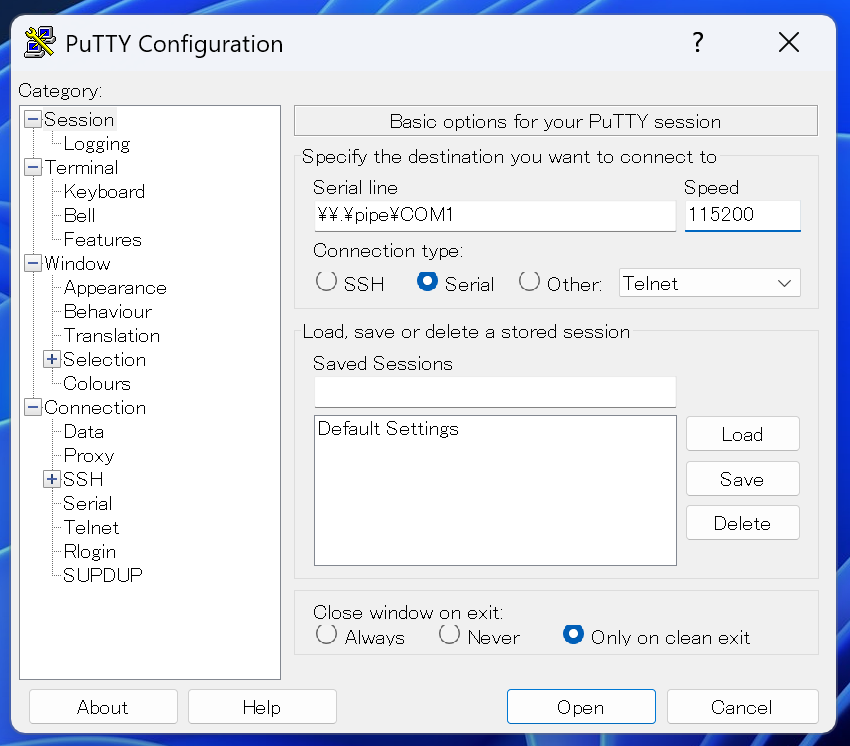 PuTTY Configuration
?
Category:
Session
Logging
Terminal
Keyboard
Bell
Features
Window
Appearance
Behaviour
Translation
Selection
Colours
Connection
Data
Proxy
SSH
Serial
Telnet
Rlogin
SUPDUP
Basic options for your PuTTY session
Specify the destination you want to connect to
Serial line Speed
¥¥.¥pipe¥COM1 115200
Connection type:
SSH Serial Other: Telnet
Load, save or delete a stored session
Saved Sessions
Default Settings
Load
Save
Delete
Close window on exit:
Always Never Only on clean exit
About Help Open Cancel